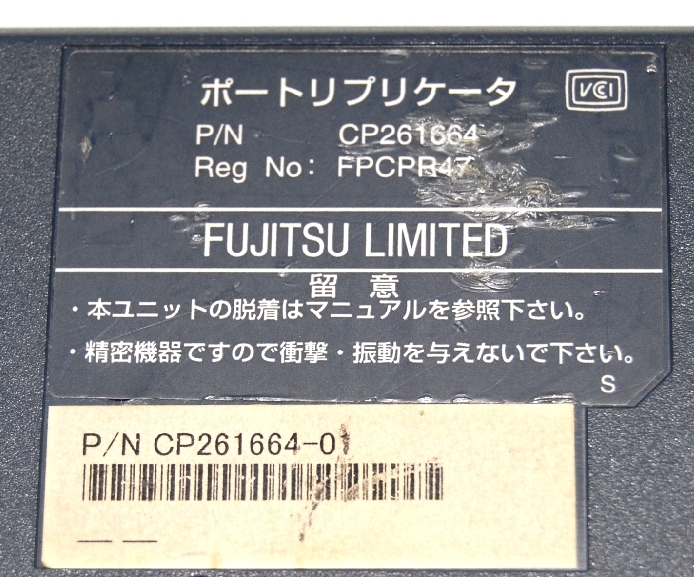 ポートリプリケータ
VCCI
P/N CP261664
Reg No: FPCPR47
FUJITSU LIMITED
留 意
・本ユニットの脱着はマニュアルを参照下さい。
・精密機器ですので衝撃・振動を与えないで下さい。
S
P/N CP261664-01